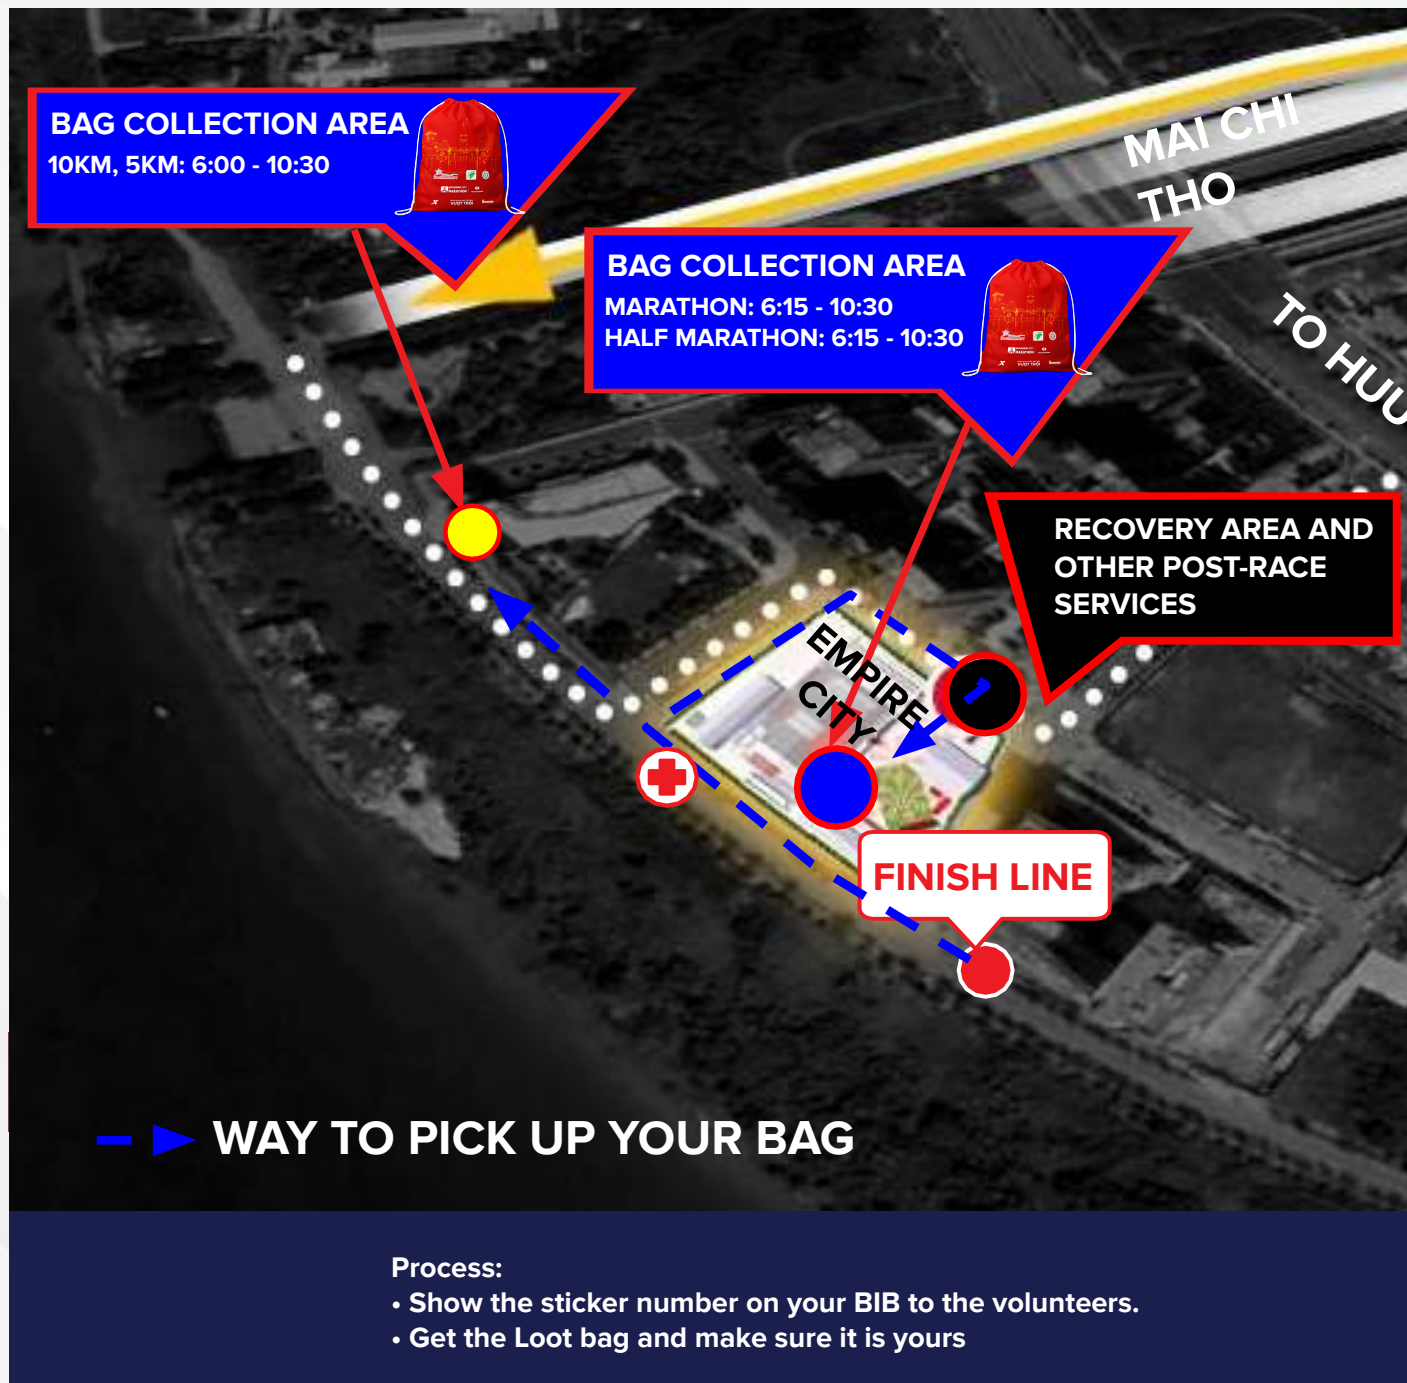 BAG COLLECTION AREA
10KM, 5KM: 6:00 - 10:30
MAI CHI
THO
BAG COLLECTION AREA
MARATHON: 6:15 - 10:30
HALF MARATHON: 6:15 - 10:30
TO HUU
RECOVERY AREA AND
OTHER POST-RACE
SERVICES
EMPIRE
CITY
FINISH LINE
WAY TO PICK UP YOUR BAG
Process:
• Show the sticker number on your BIB to the volunteers.
• Get the Loot bag and make sure it is yours